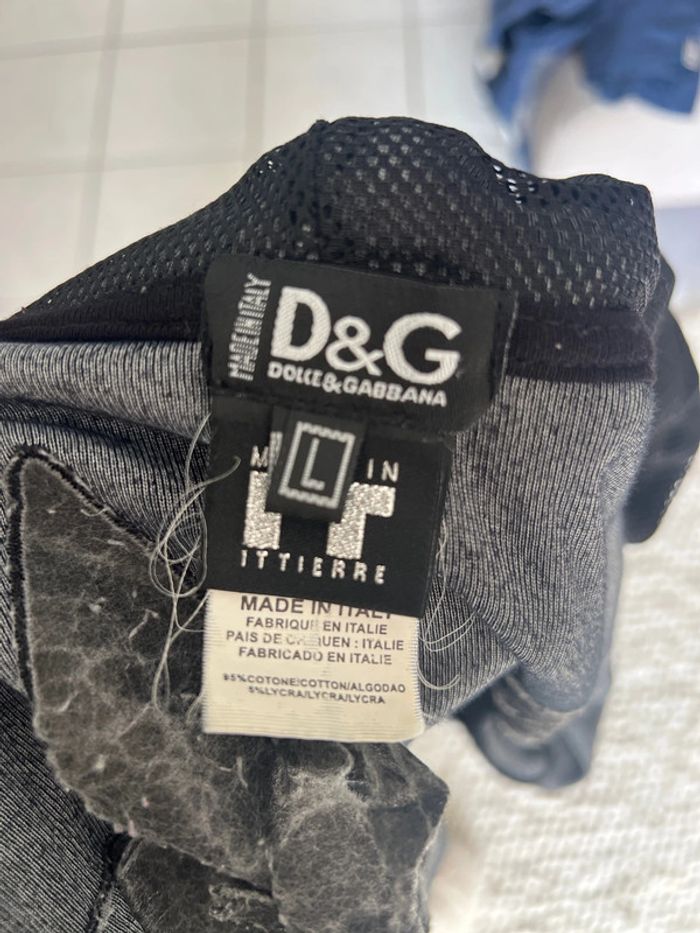 MADE IN ITALY
D&G
DOLCE&GABBANA
L
IN
ITTIERRE
MADE IN ITALY
FABRIQUE EN ITALIE
PAIS DE : ITALIE
FABRICADO EN ITALIE
95%COTONE/COTTON/ALGODAO
5%LYCRA/LYCRA/LYCRA